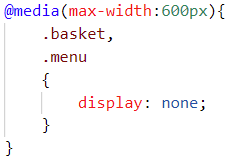 @media(max-width:600px){
    .basket,
    .menu
    {
        display: none;
    }
}